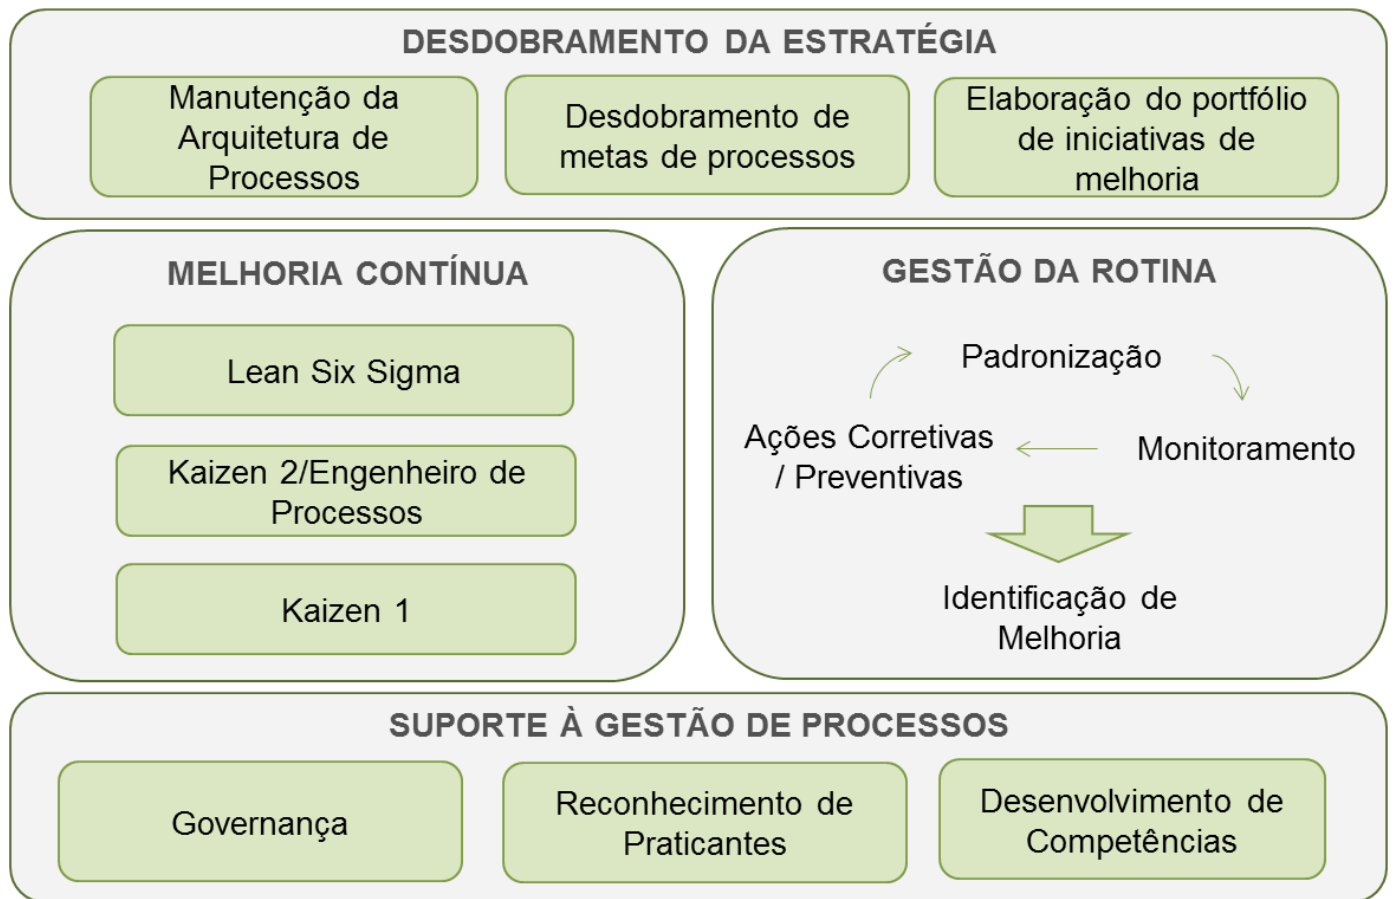 DESDOBRAMENTO DA ESTRATÉGIA
Manutenção da
Arquitetura de
Processos
Desdobramento de
metas de processos
Elaboração do portfólio
de iniciativas de
melhoria
MELHORIA CONTÍNUA
Lean Six Sigma
Kaizen 2/Engenheiro de
Processos
Kaizen 1
GESTÃO DA ROTINA
Padronização
Monitoramento
Ações Corretivas
/ Preventivas
Identificação de
Melhoria
SUPORTE À GESTÃO DE PROCESSOS
Governança
Reconhecimento de
Praticantes
Desenvolvimento de
Competências